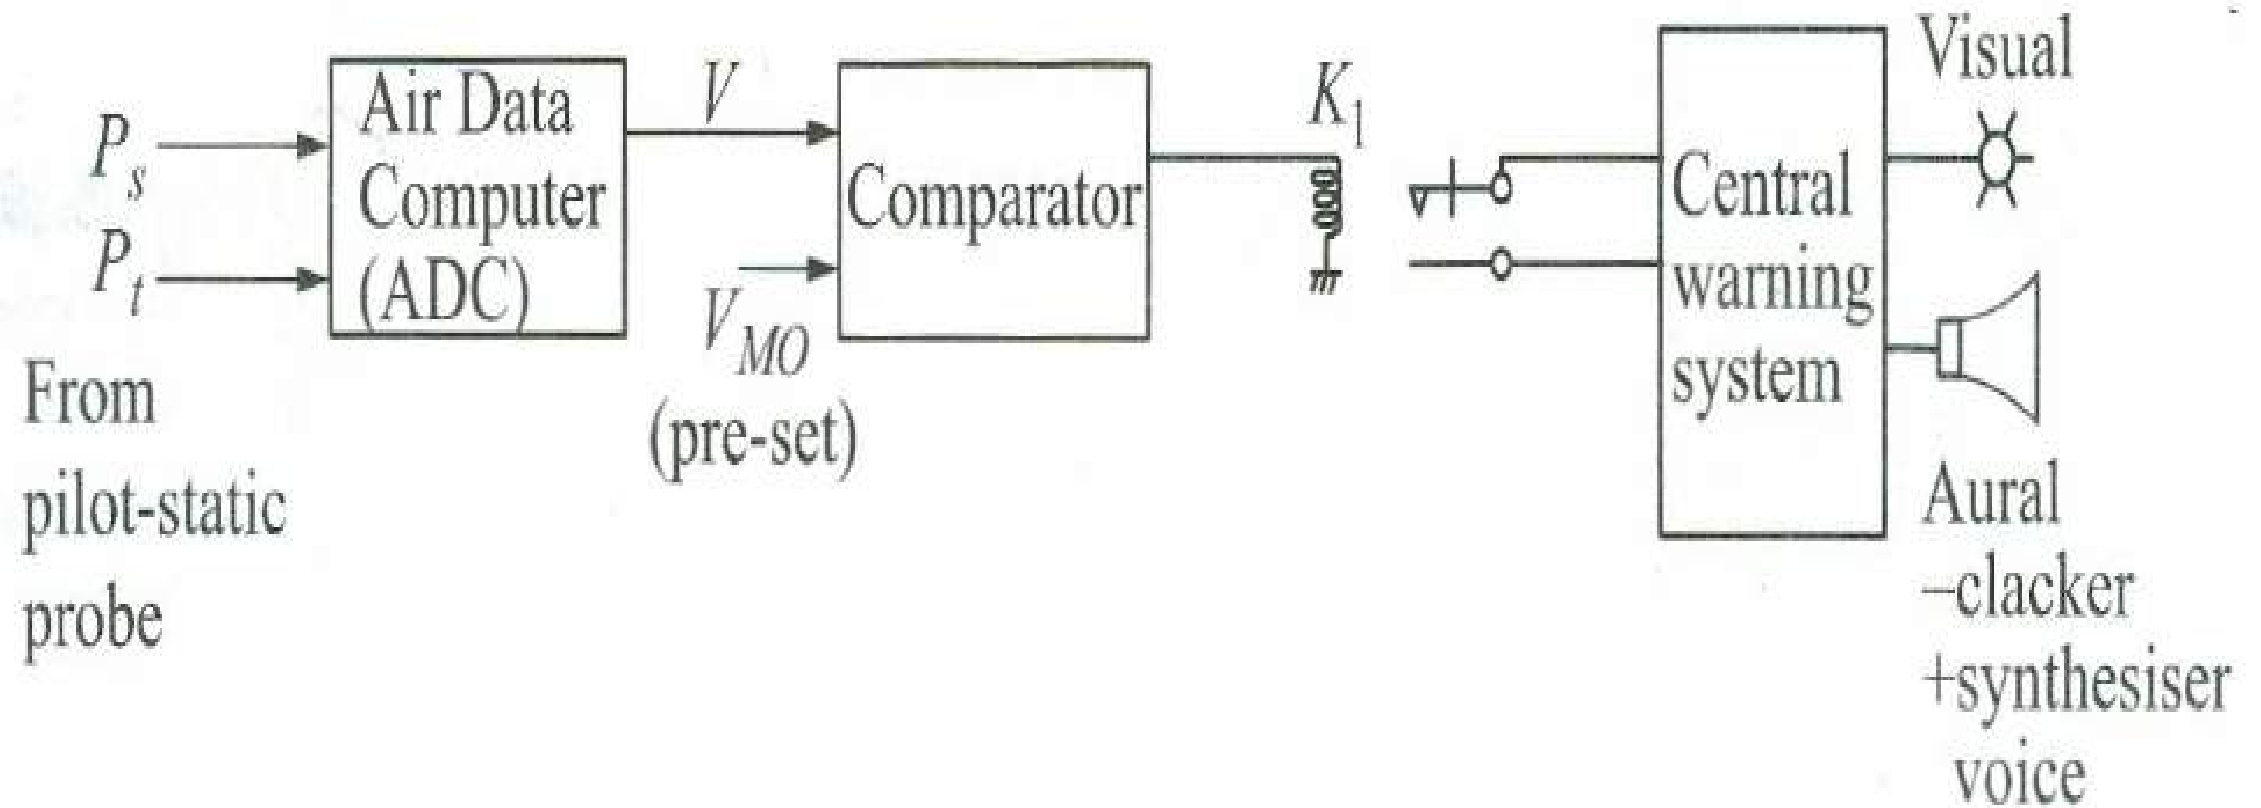 P_s
P_t
From
pilot-static
probe
Air Data
Computer
(ADC)
V
V_MO
(pre-set)
Comparator
K_1
Central
warning
system
Visual
Aural
–clacker
+synthesiser
voice